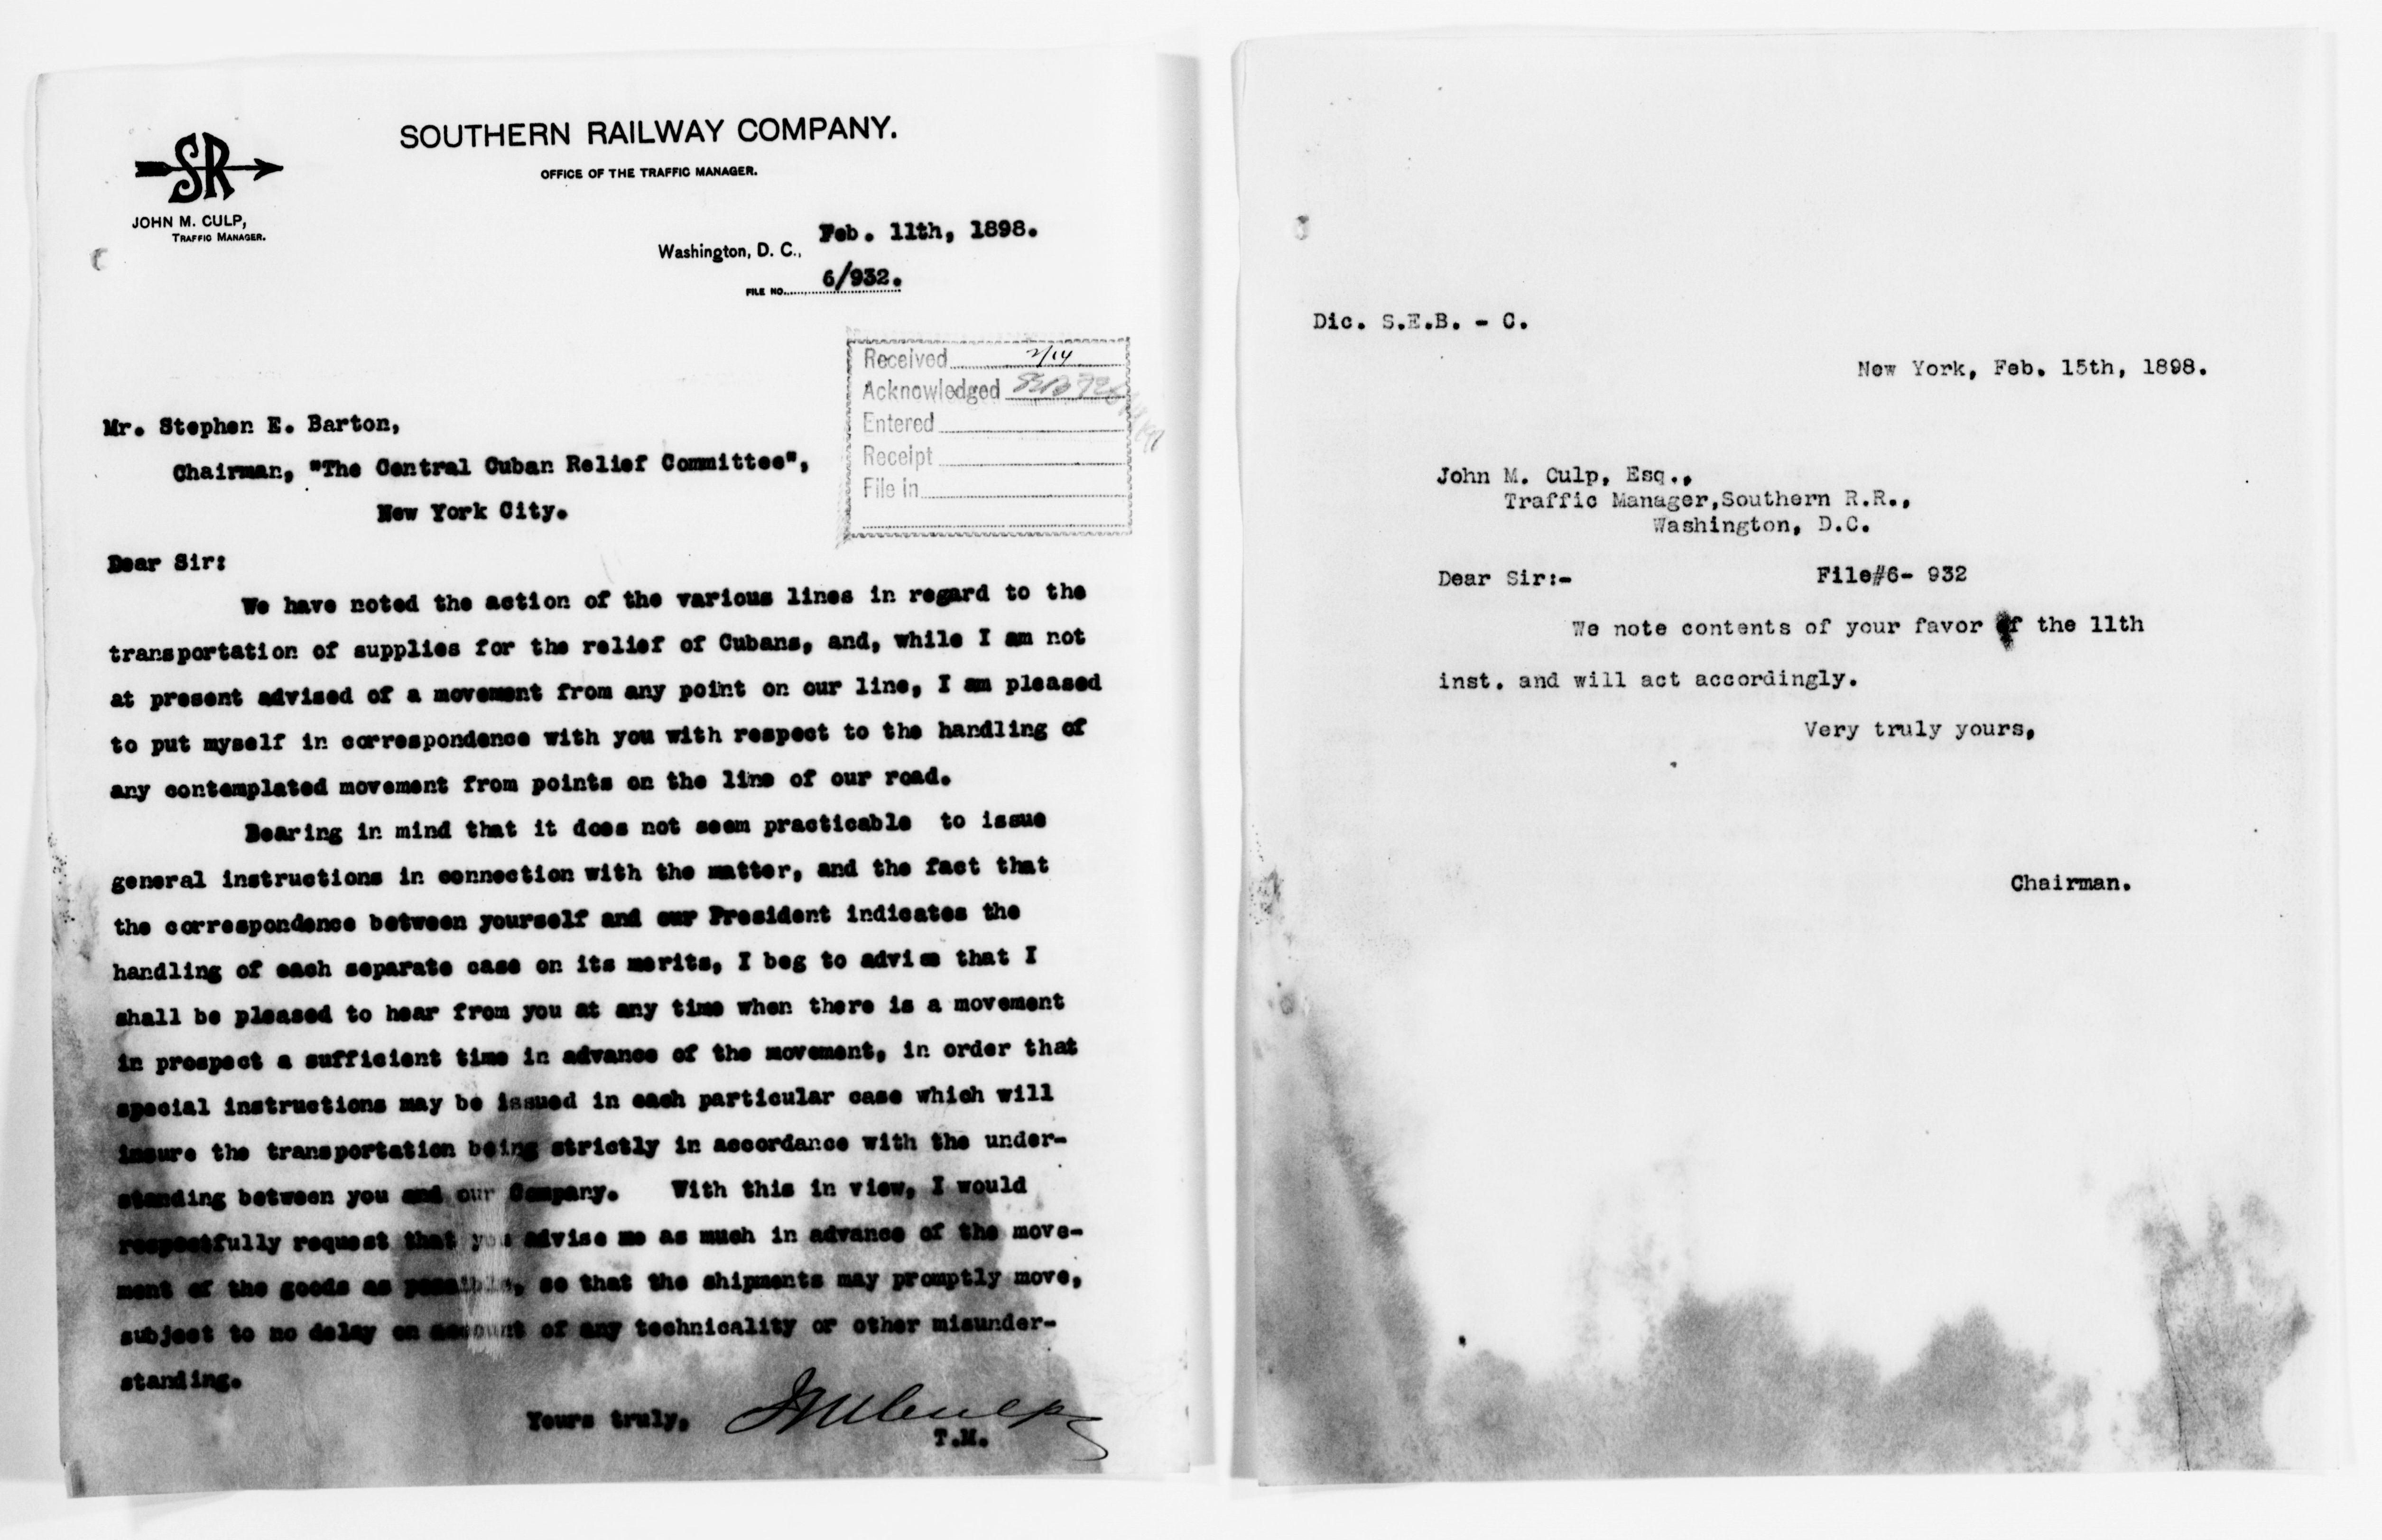 SOUTHERN RAILWAY COMPANY.
OFFICE OF THE TRAFFIC MANAGER.
SR
JOHN M. CULP,
TRAFFIC MANAGER.
Washington, D. C., Feb. 11th, 1898.
FILE NO. 6/932.
Received 2/14
Acknowledged
Entered
Receipt
File in
Mr. Stephen E. Barton,
Chairman, "The Central Cuban Relief Committee",
New York City.
Dear Sir:
We have noted the action of the various lines in regard to the
transportation of supplies for the relief of Cubans, and, while I am not
at present advised of a movement from any point on our line, I am pleased
to put myself in correspondence with you with respect to the handling of
any contemplated movement from points on the line of our road.
Bearing in mind that it does not seem practicable to issue
general instructions in connection with the matter, and the fact that
the correspondence between yourself and our President indicates the
handling of each separate case on its merits, I beg to advise that I
shall be pleased to hear from you at any time when there is a movement
in prospect a sufficient time in advance of the movement, in order that
special instructions may be issued in each particular case which will
insure the transportation being strictly in accordance with the under-
standing between you and our Company. With this in view, I would
respectfully request that you advise me as much in advance of the move-
ment of the goods as possible, so that the shipments may promptly move,
subject to no delay on account of any technicality or other misunder-
standing.
Yours truly, J M Culp
T.M.
Dic. S.E.B. - C.
New York, Feb. 15th, 1898.
John M. Culp, Esq.,
Traffic Manager,Southern R.R.,
Washington, D.C.
Dear Sir:- File#6- 932
We note contents of your favor of the 11th
inst. and will act accordingly.
Very truly yours,
Chairman.